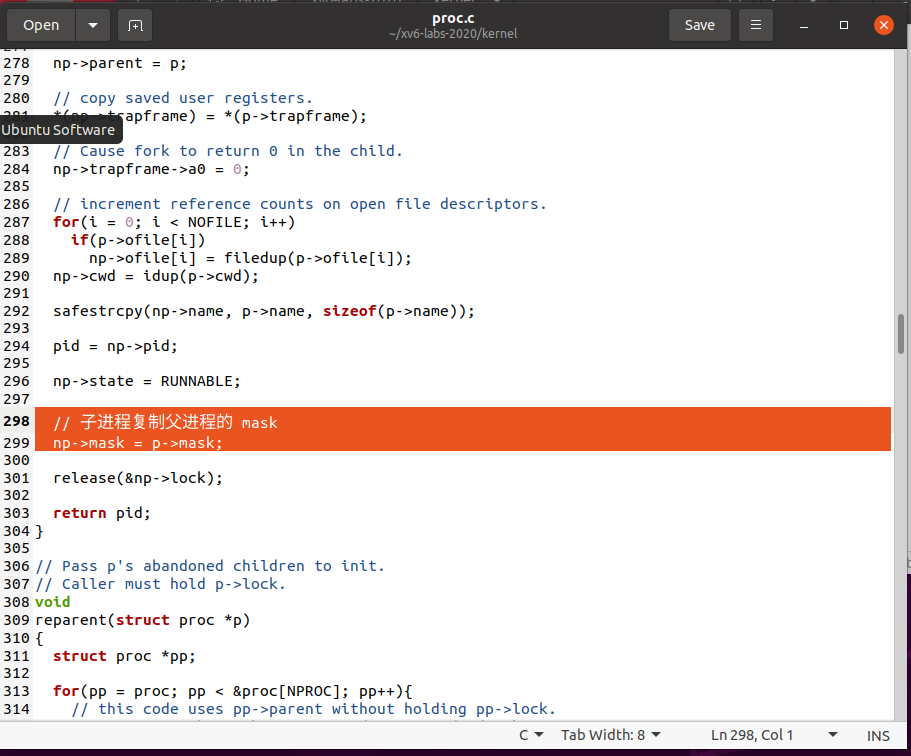 Open
proc.c
~/xv6-labs-2020/kernel
Save
278 np->parent = p;
279
280 // copy saved user registers.
281 *(np->trapframe) = *(p->trapframe);
Ubuntu Software
283 // Cause fork to return 0 in the child.
284 np->trapframe->a0 = 0;
285
286 // increment reference counts on open file descriptors.
287 for(i = 0; i < NOFILE; i++)
288 if(p->ofile[i])
289 np->ofile[i] = filedup(p->ofile[i]);
290 np->cwd = idup(p->cwd);
291
292 safestrcpy(np->name, p->name, sizeof(p->name));
293
294 pid = np->pid;
295
296 np->state = RUNNABLE;
297
298 // 子进程复制父进程的 mask
299 np->mask = p->mask;
300
301 release(&np->lock);
302
303 return pid;
304 }
305
306 // Pass p's abandoned children to init.
307 // Caller must hold p->lock.
308 void
309 reparent(struct proc *p)
310 {
311 struct proc *pp;
312
313 for(pp = proc; pp < &proc[NPROC]; pp++){
314 // this code uses pp->parent without holding pp->lock.
C
Tab Width: 8
Ln 298, Col 1
INS